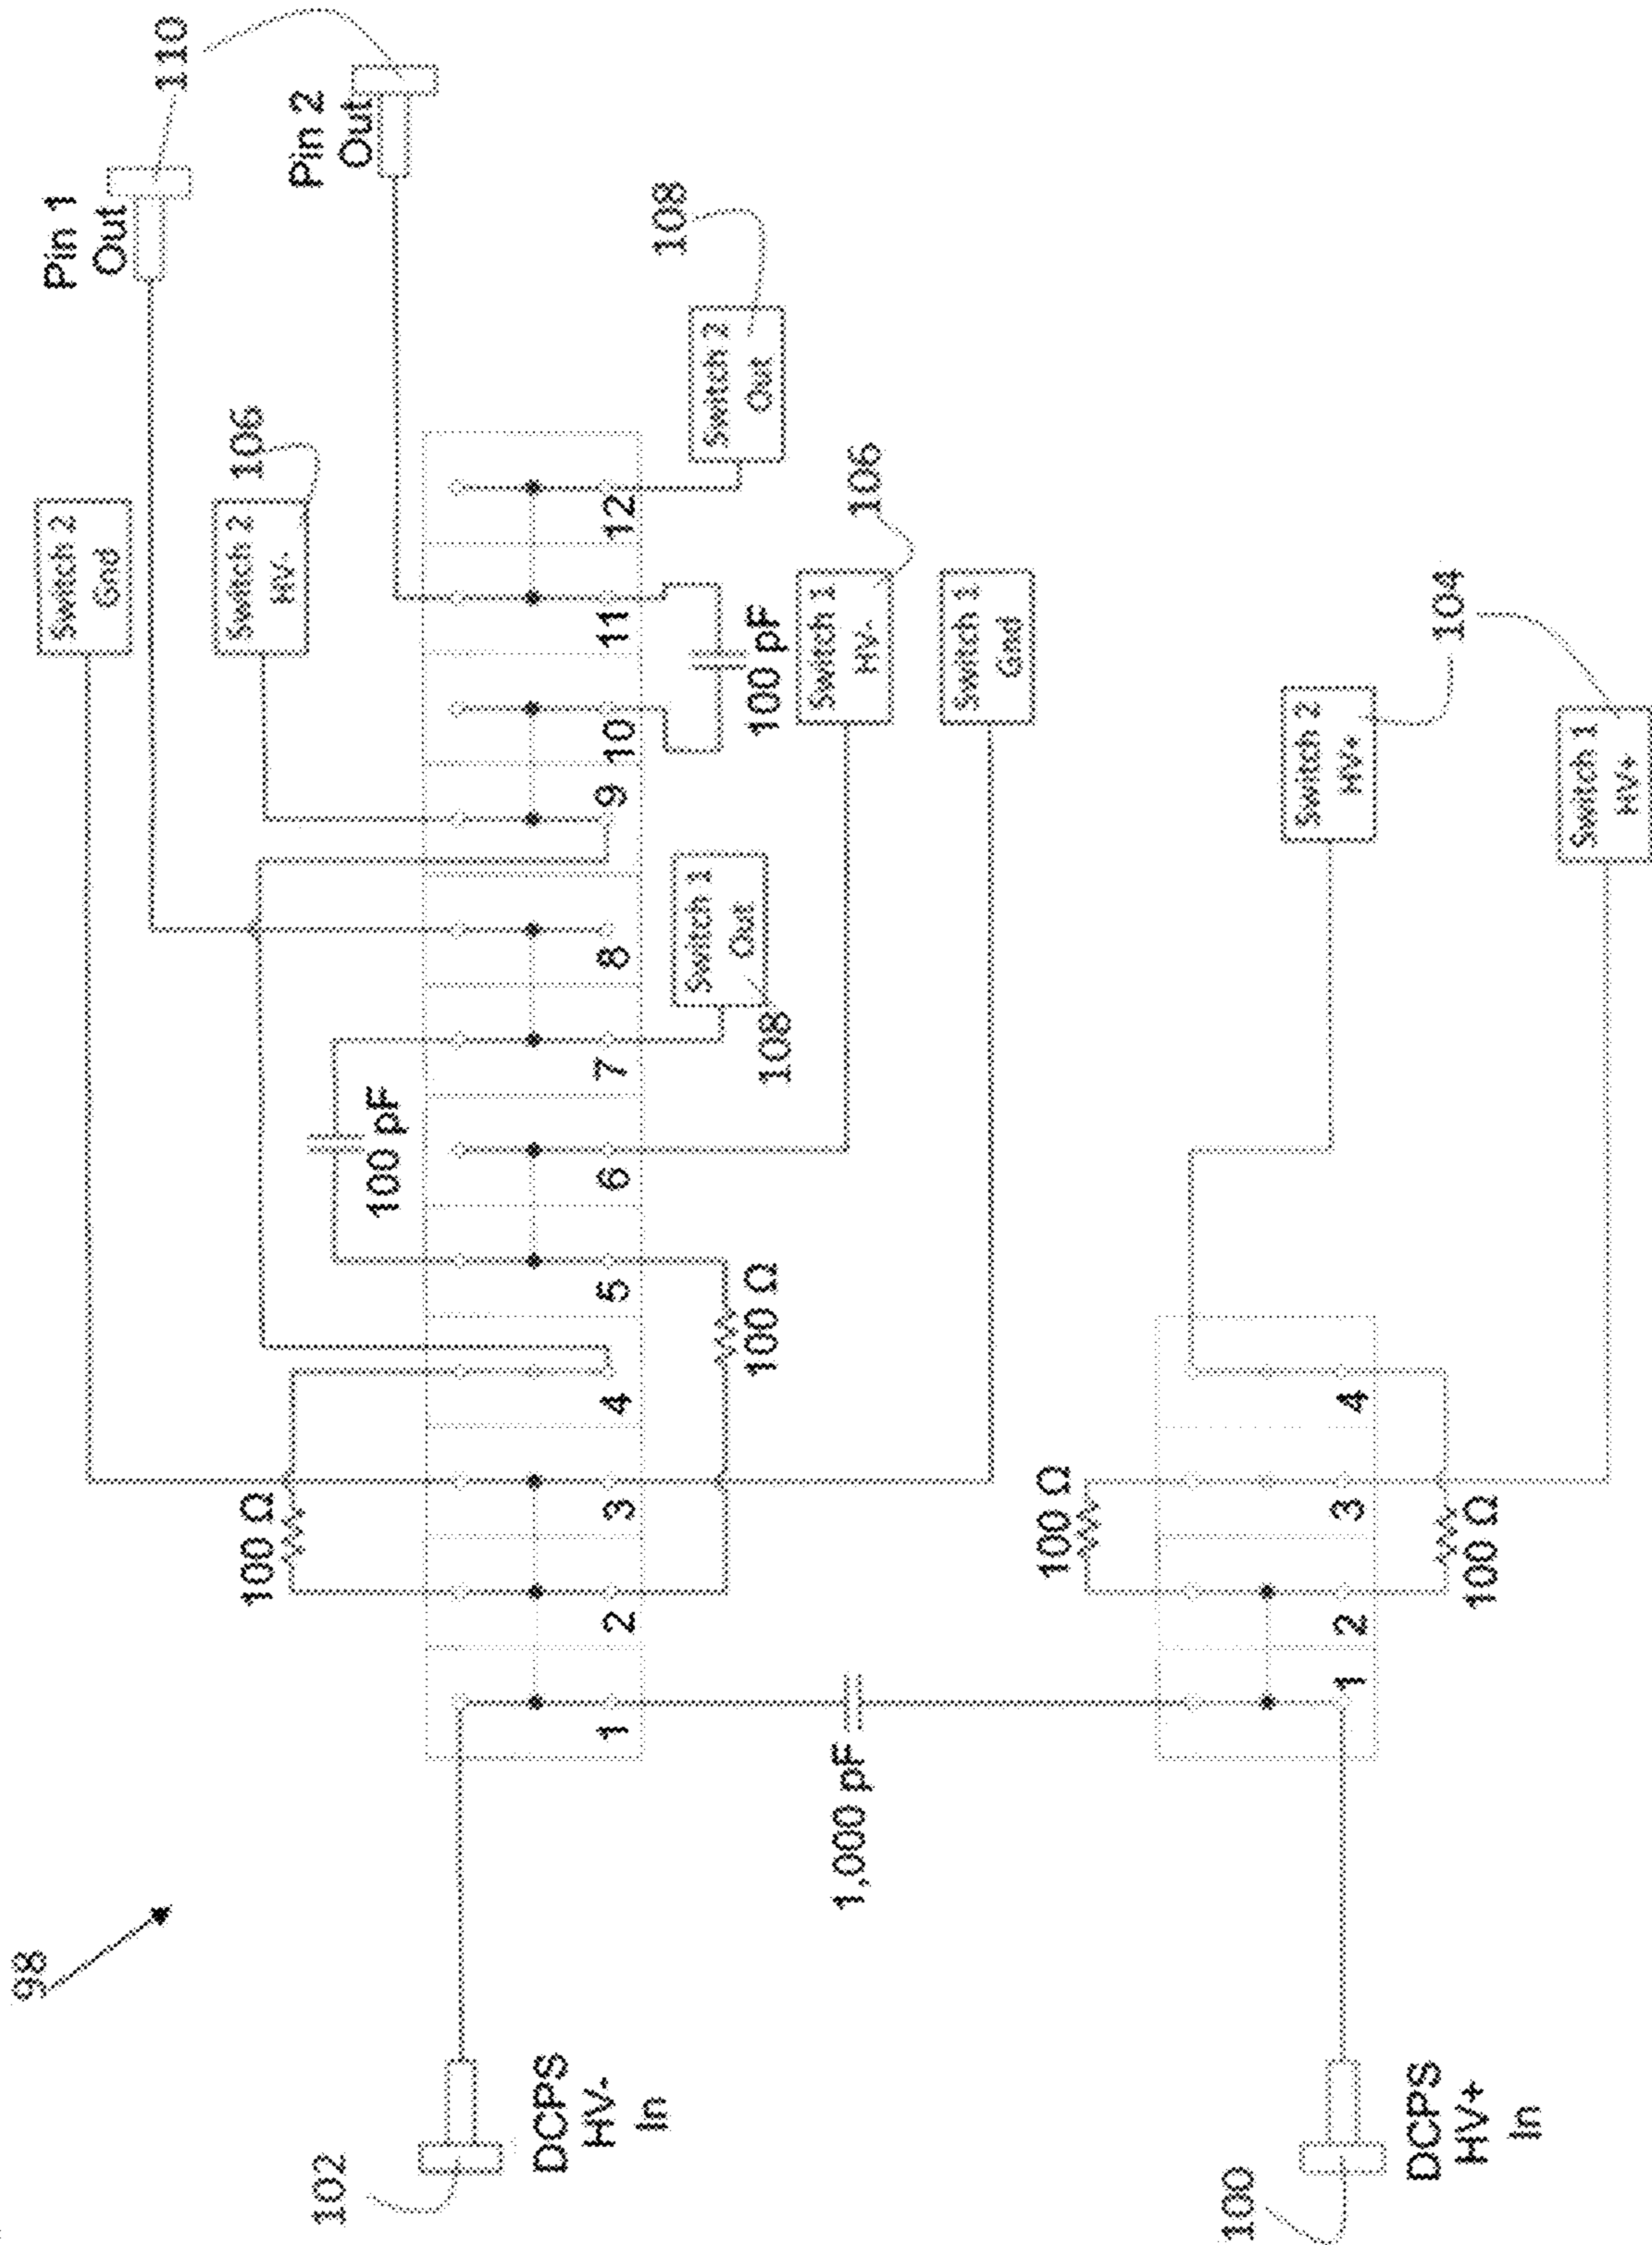 98
110
Pin 1
Out
Pin 2
Out
Switch 2
Gnd
Switch 2
HV-
106
108
Switch 2
Out
100 Ω
100 pF
1
2
3
4
5
6
7
8
9
10
11
12
100 Ω
Switch 1
Out
108
100 pF
Switch 1
HV-
106
Switch 1
Gnd
102
DCPS
HV-
In
1,000 pF
100 Ω
1
2
3
4
100 Ω
Switch 2
HV+
104
Switch 1
HV+
100
DCPS
HV+
In